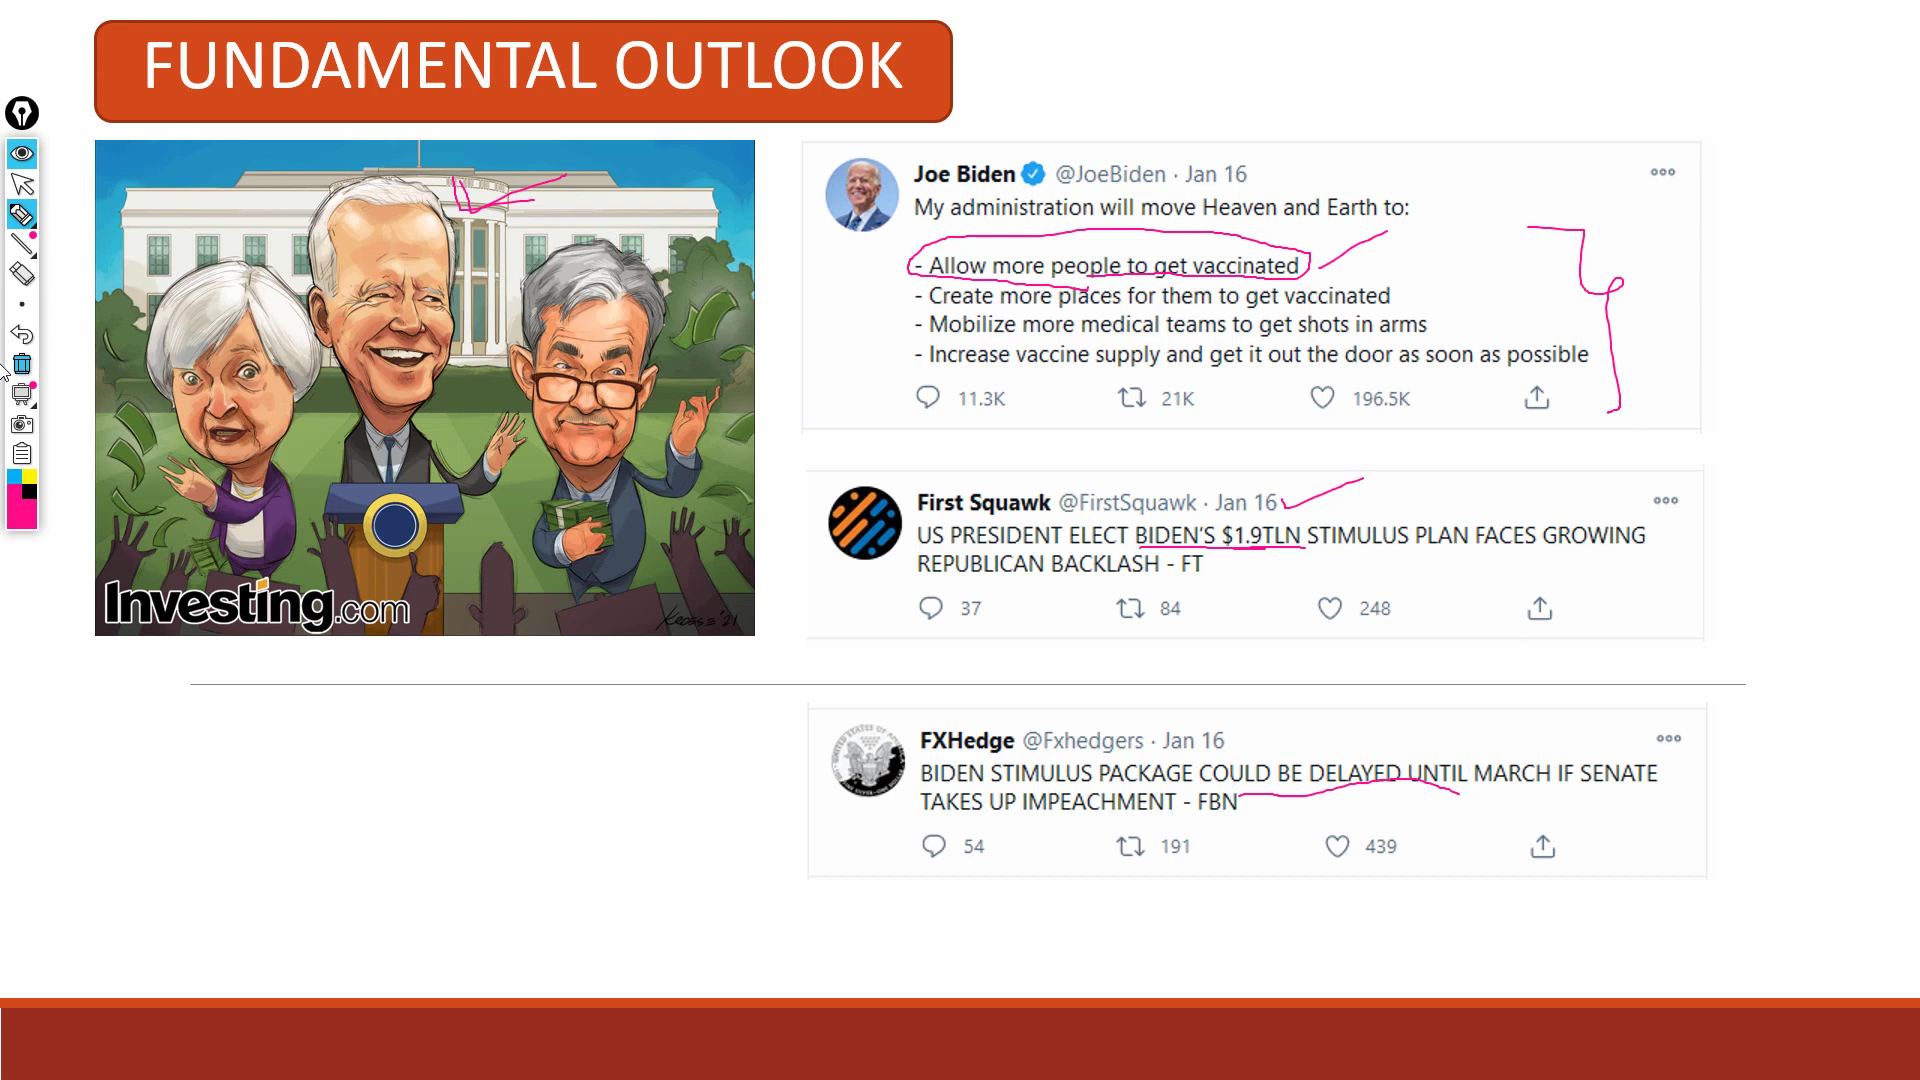 FUNDAMENTAL OUTLOOK
Investing.com
KROESE '21
Joe Biden @JoeBiden · Jan 16
My administration will move Heaven and Earth to:
- Allow more people to get vaccinated
- Create more places for them to get vaccinated
- Mobilize more medical teams to get shots in arms
- Increase vaccine supply and get it out the door as soon as possible
11.3K 21K 196.5K
First Squawk @FirstSquawk · Jan 16
US PRESIDENT ELECT BIDEN'S $1.9TLN STIMULUS PLAN FACES GROWING
REPUBLICAN BACKLASH - FT
37 84 248
FXHedge @Fxhedgers · Jan 16
BIDEN STIMULUS PACKAGE COULD BE DELAYED UNTIL MARCH IF SENATE
TAKES UP IMPEACHMENT - FBN
54 191 439